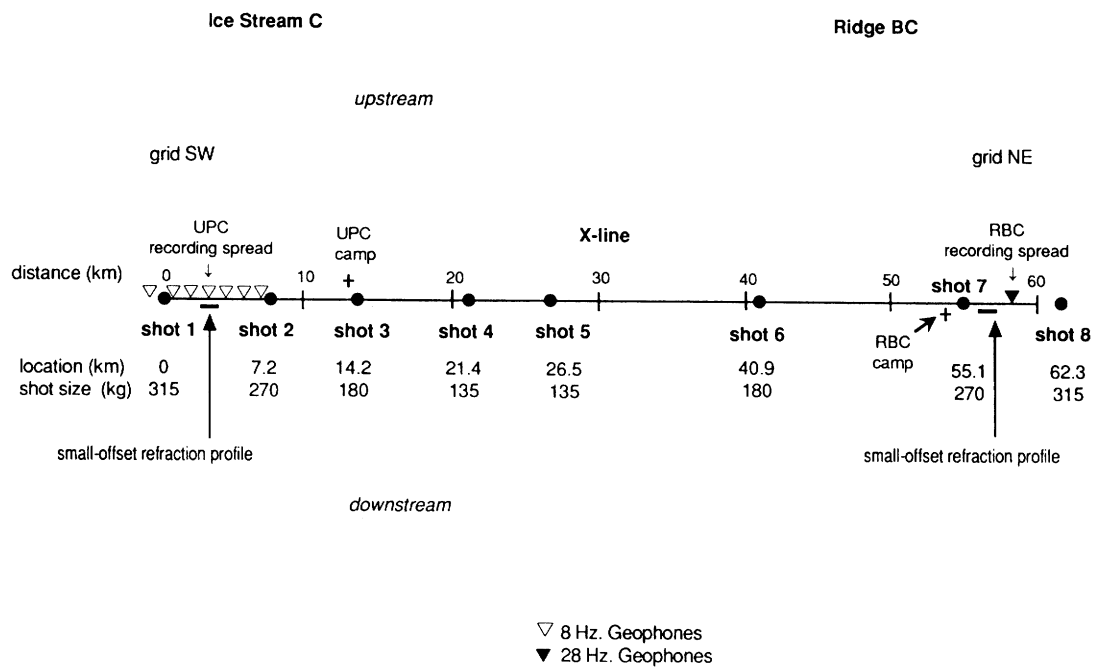 Ice Stream C
Ridge BC
upstream
grid SW
grid NE
UPC
recording spread
↓
UPC
camp
+
X-line
RBC
recording spread
↓
distance (km)
0
10
20
30
40
50
60
shot 7
shot 1
shot 2
shot 3
shot 4
shot 5
shot 6
+
RBC
camp
shot 8
location (km) 0 7.2 14.2 21.4 26.5 40.9 55.1 62.3
shot size (kg) 315 270 180 135 135 180 270 315
small-offset refraction profile
small-offset refraction profile
downstream
8 Hz. Geophones
28 Hz. Geophones